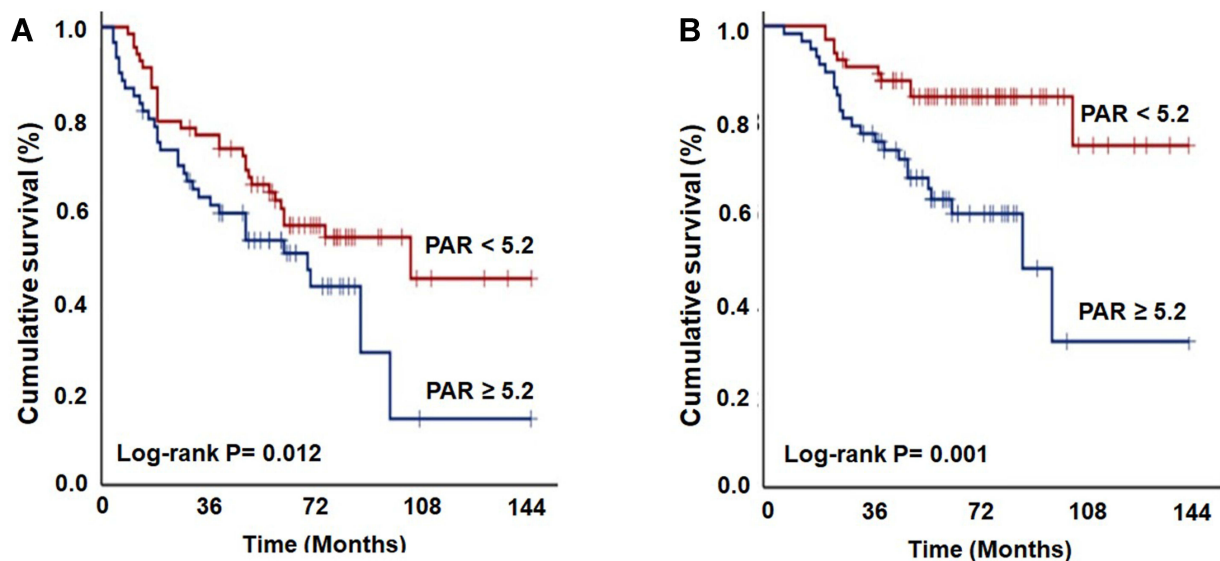 A
Cumulative survival (%)
1.0
0.8
0.6
0.4
0.2
0.0
PAR < 5.2
PAR ≥ 5.2
Log-rank P= 0.012
0 36 72 108 144
Time (Months)
B
Cumulative survival (%)
1.0
0.8
0.6
0.4
0.2
0.0
PAR < 5.2
PAR ≥ 5.2
Log-rank P= 0.001
0 36 72 108 144
Time (Months)